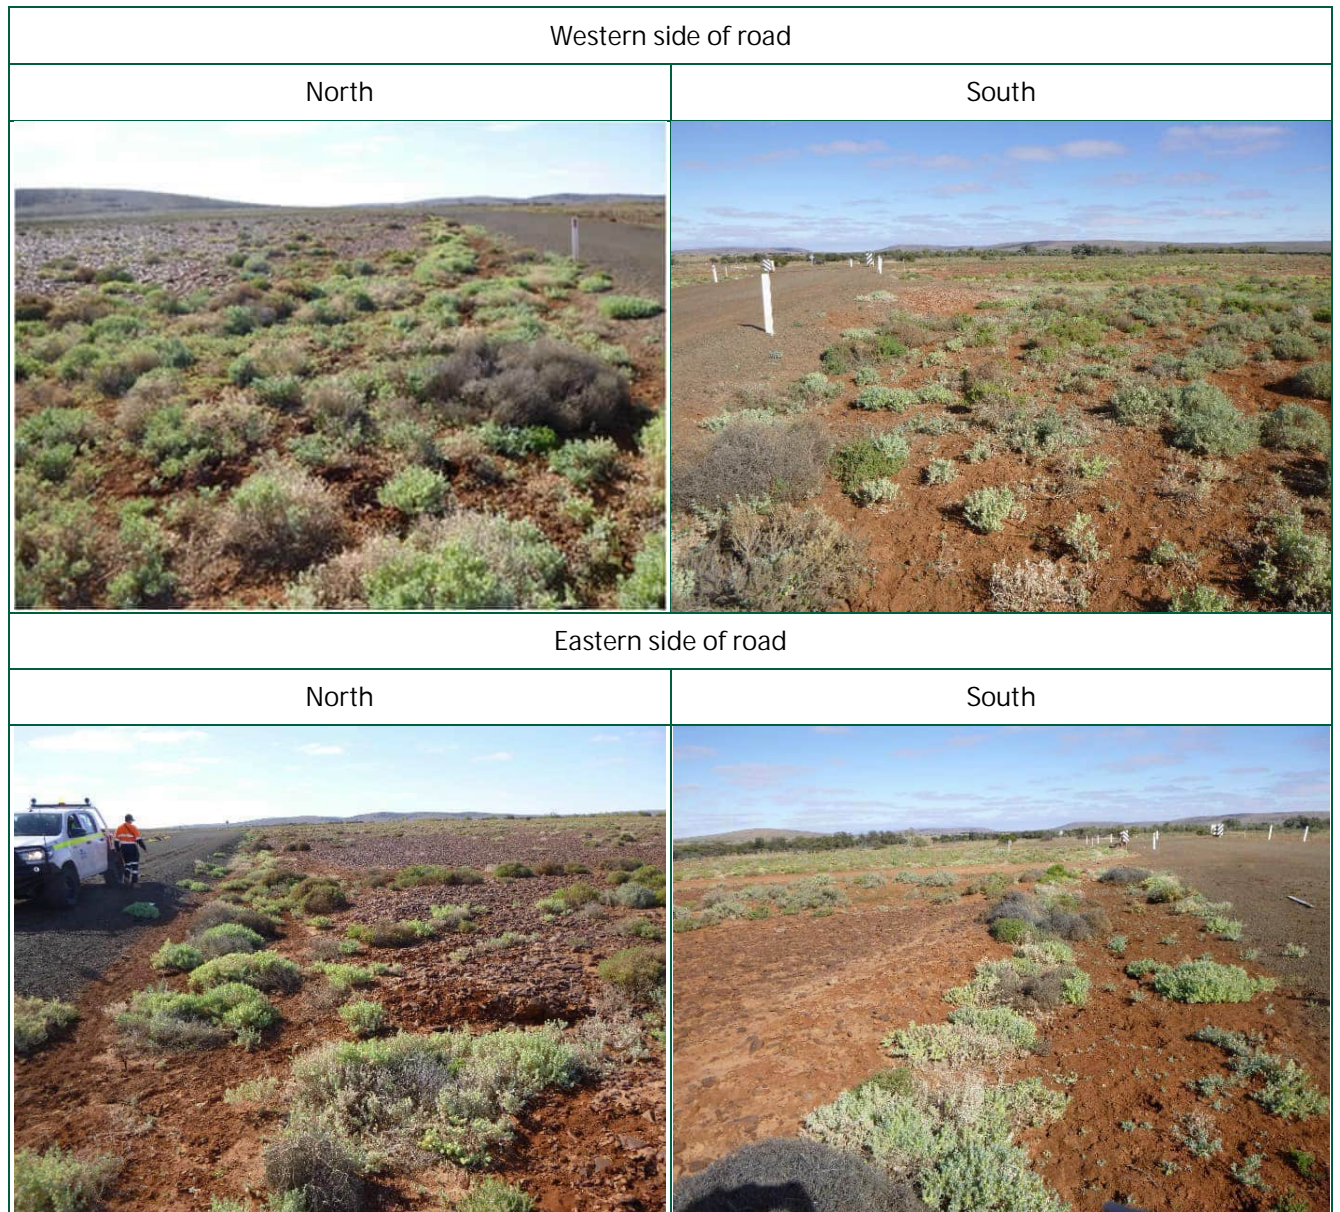 Western side of road
North
South
Eastern side of road
North
South